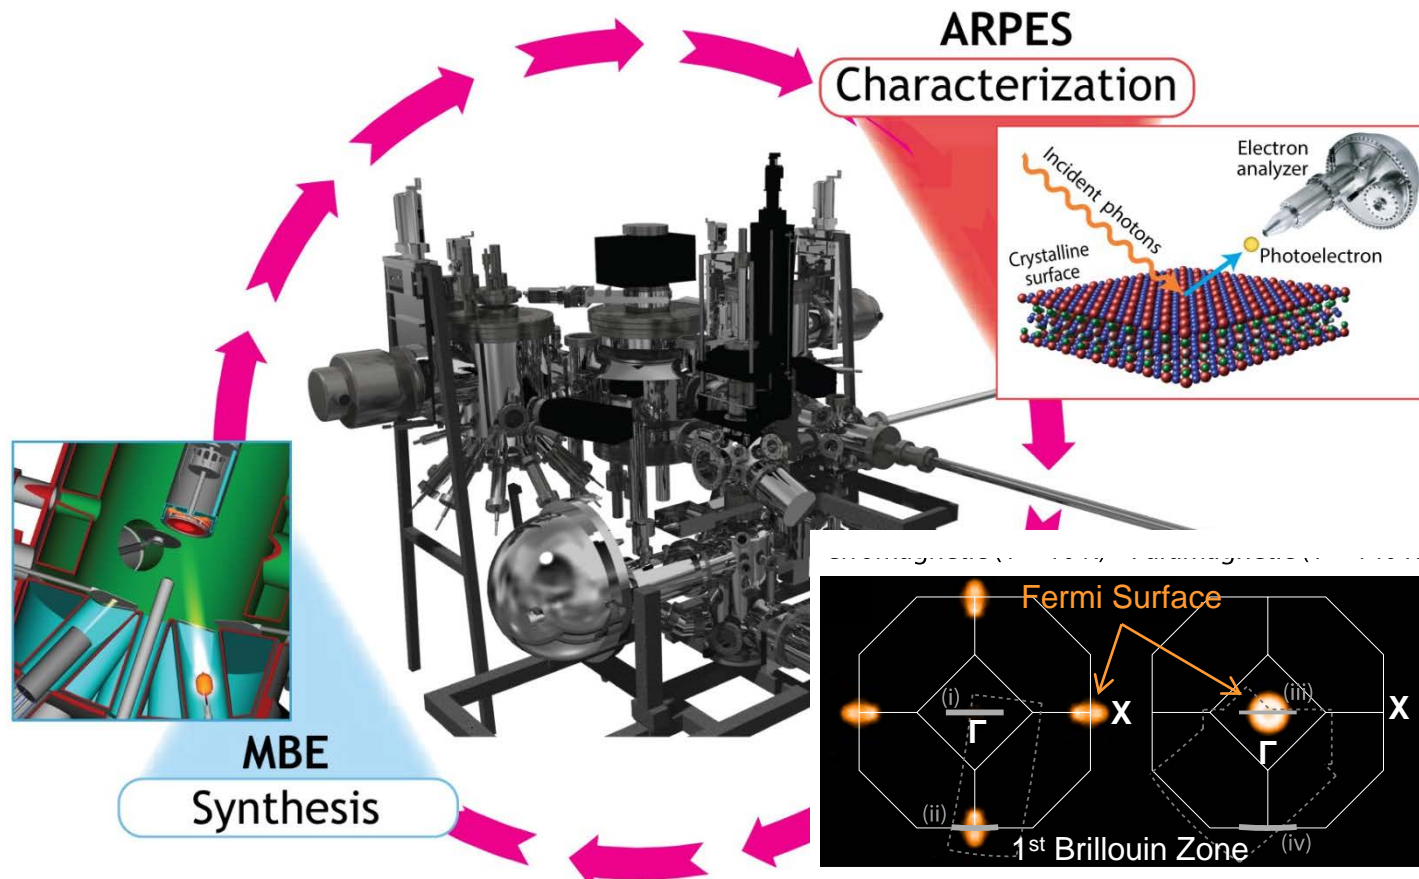 ARPES
Characterization
Incident photons
Electron
analyzer
Crystalline
surface
Photoelectron
MBE
Synthesis
Fermi Surface
(i)
Γ
X
(ii)
(iii)
Γ
X
(iv)
1st Brillouin Zone